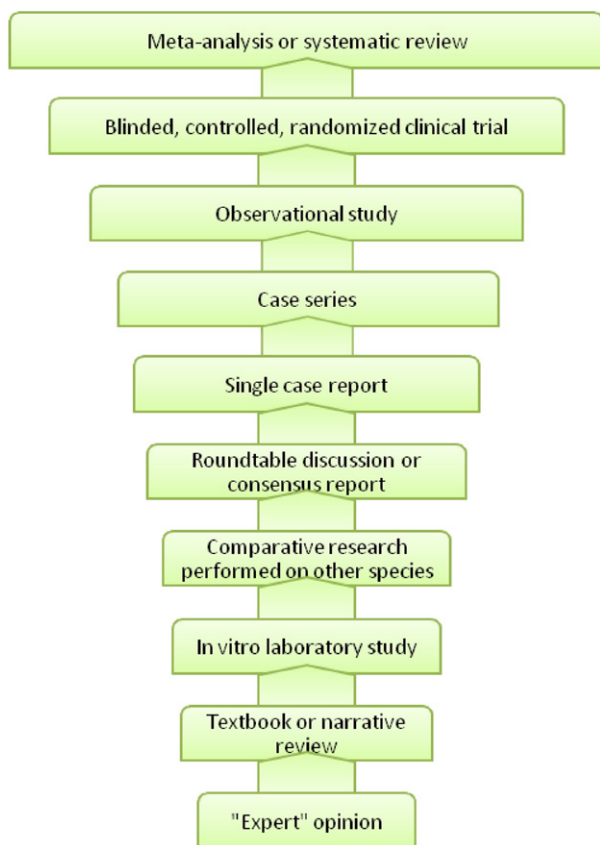 Meta-analysis or systematic review
Blinded, controlled, randomized clinical trial
Observational study
Case series
Single case report
Roundtable discussion or
consensus report
Comparative research
performed on other species
In vitro laboratory study
Textbook or narrative
review
"Expert" opinion